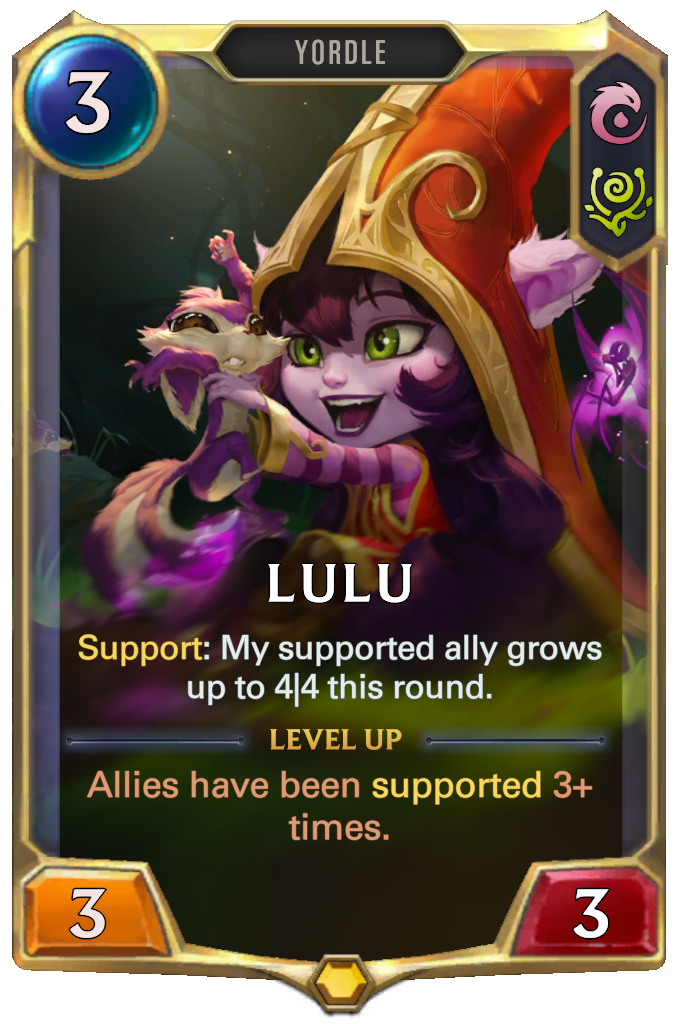 YORDLE
3
LULU
Support: My supported ally grows
up to 4|4 this round.
LEVEL UP
Allies have been supported 3+
times.
3
3